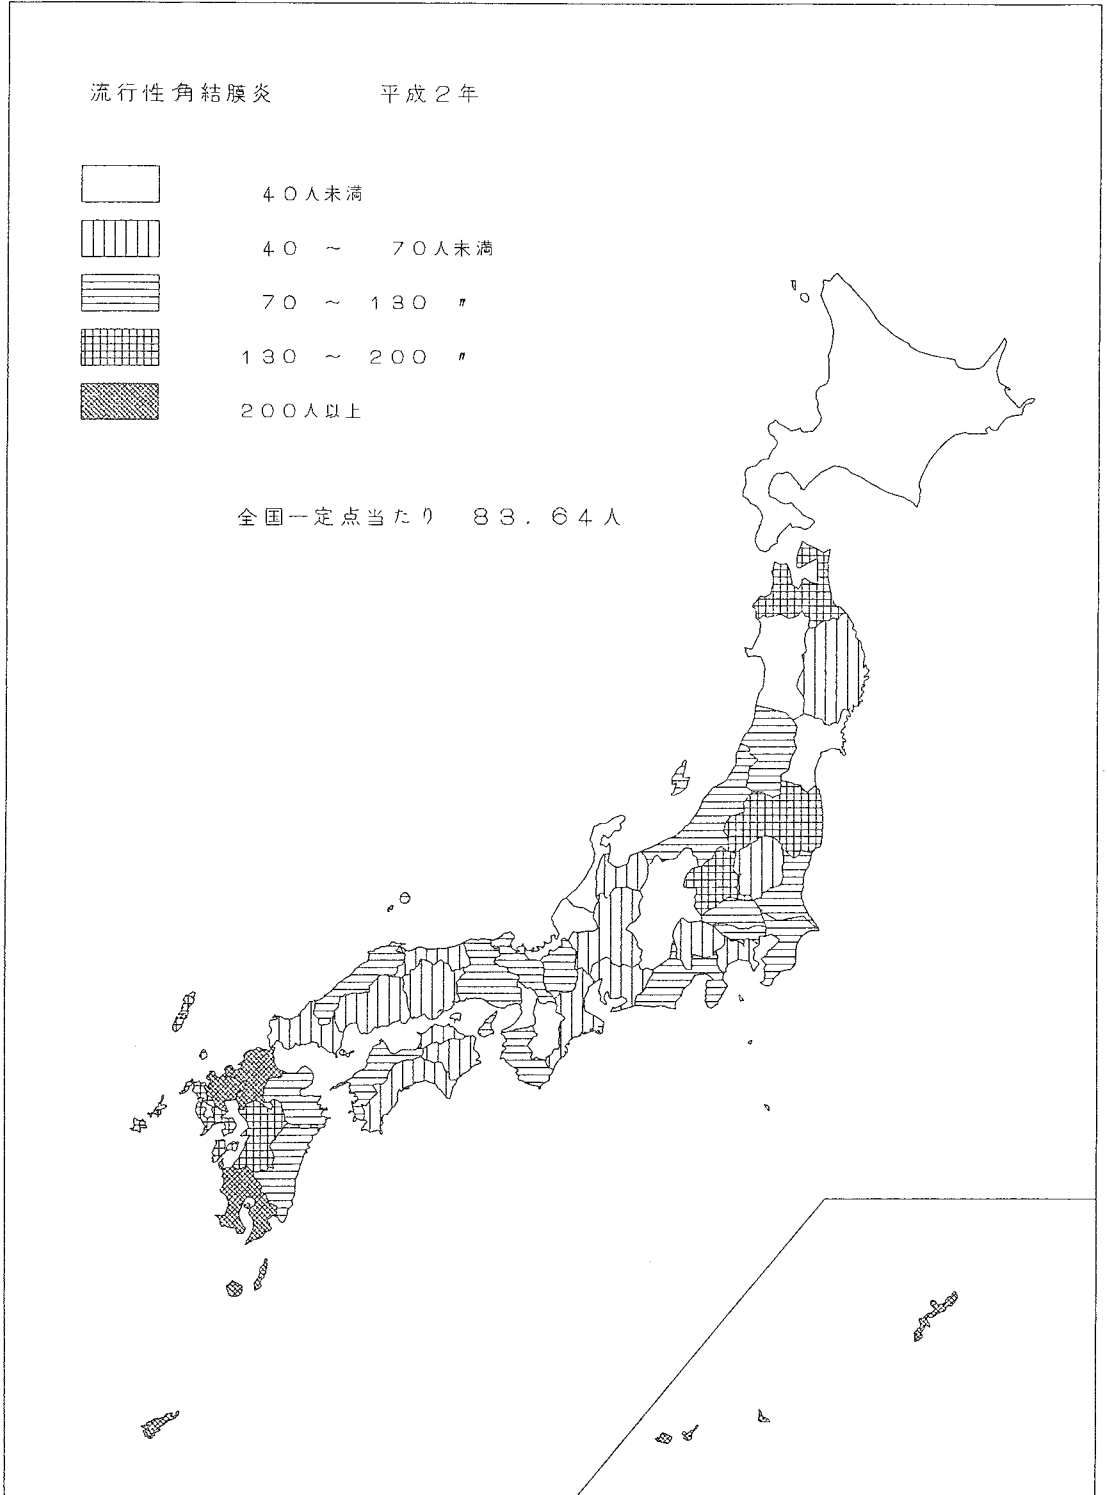 流行性角結膜炎　平成２年
４０人未満
４０ ～ ７０人未満
７０ ～ １３０ 〃
１３０ ～ ２００ 〃
２００人以上
全国一定点当たり　８３．６４人